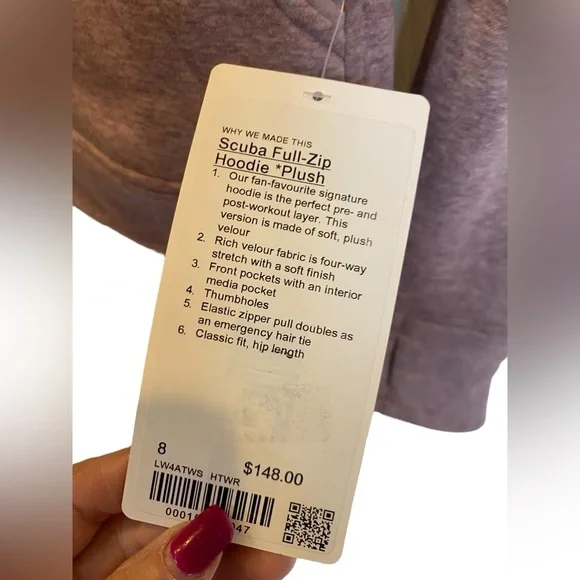 WHY WE MADE THIS
Scuba Full-Zip
Hoodie *Plush
1. Our fan-favourite signature
hoodie is the perfect pre- and
post-workout layer. This
version is made of soft, plush
velour
2. Rich velour fabric is four-way
stretch with a soft finish
3. Front pockets with an interior
media pocket
4. Thumbholes
5. Elastic zipper pull doubles as
an emergency hair tie
6. Classic fit, hip length
8
$148.00
LW4ATWS HTWR